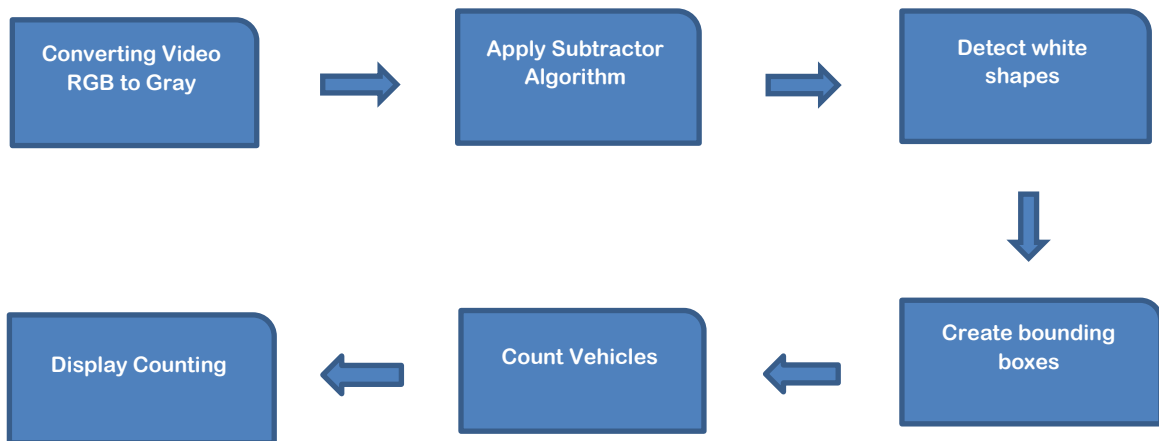 Converting Video
RGB to Gray
Apply Subtractor
Algorithm
Detect white
shapes
Create bounding
boxes
Count Vehicles
Display Counting